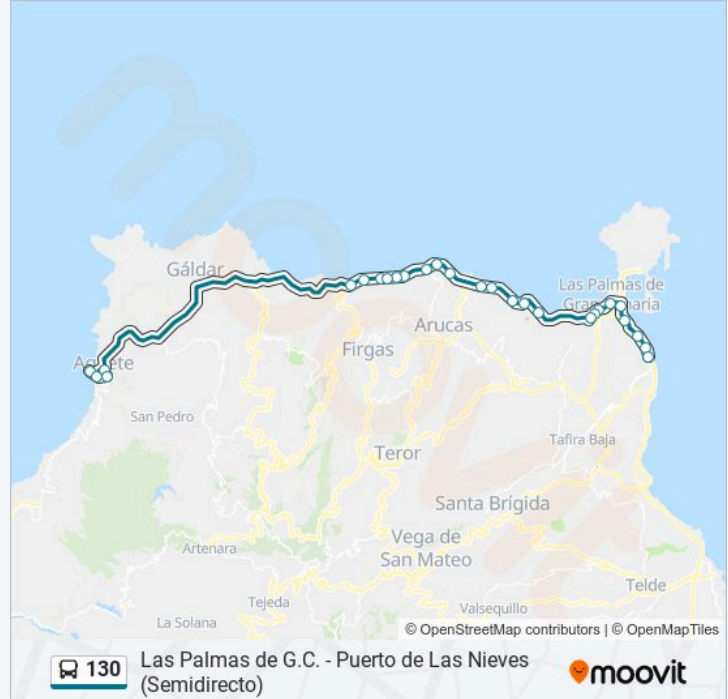 moovit
Gáldar
Las Palmas de
Gran Canaria
Arucas
Firgas
Agaete
San Pedro
Tafira Baja
Teror
Santa Brígida
Vega de
San Mateo
Artenara
Telde
Tejeda
Valsequillo
La Solana
© OpenStreetMap contributors | © OpenMapTiles
130
Las Palmas de G.C. - Puerto de Las Nieves
(Semidirecto)
moovit